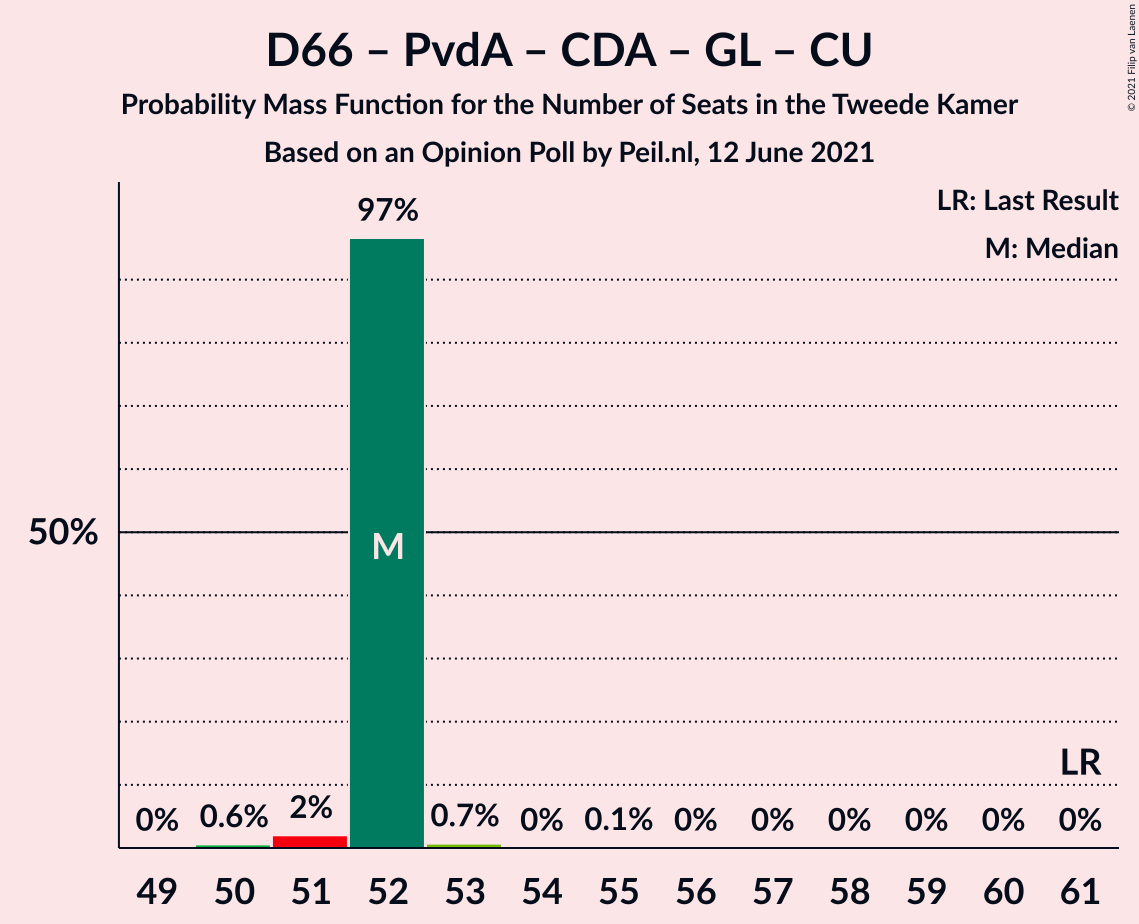 D66 – PvdA – CDA – GL – CU
Probability Mass Function for the Number of Seats in the Tweede Kamer
Based on an Opinion Poll by Peil.nl, 12 June 2021
© 2021 Filip van Laenen
LR: Last Result
M: Median
97%
50%
M
LR
0% 0.6% 2% 0.7% 0% 0.1% 0% 0% 0% 0% 0% 0%
49 50 51 52 53 54 55 56 57 58 59 60 61